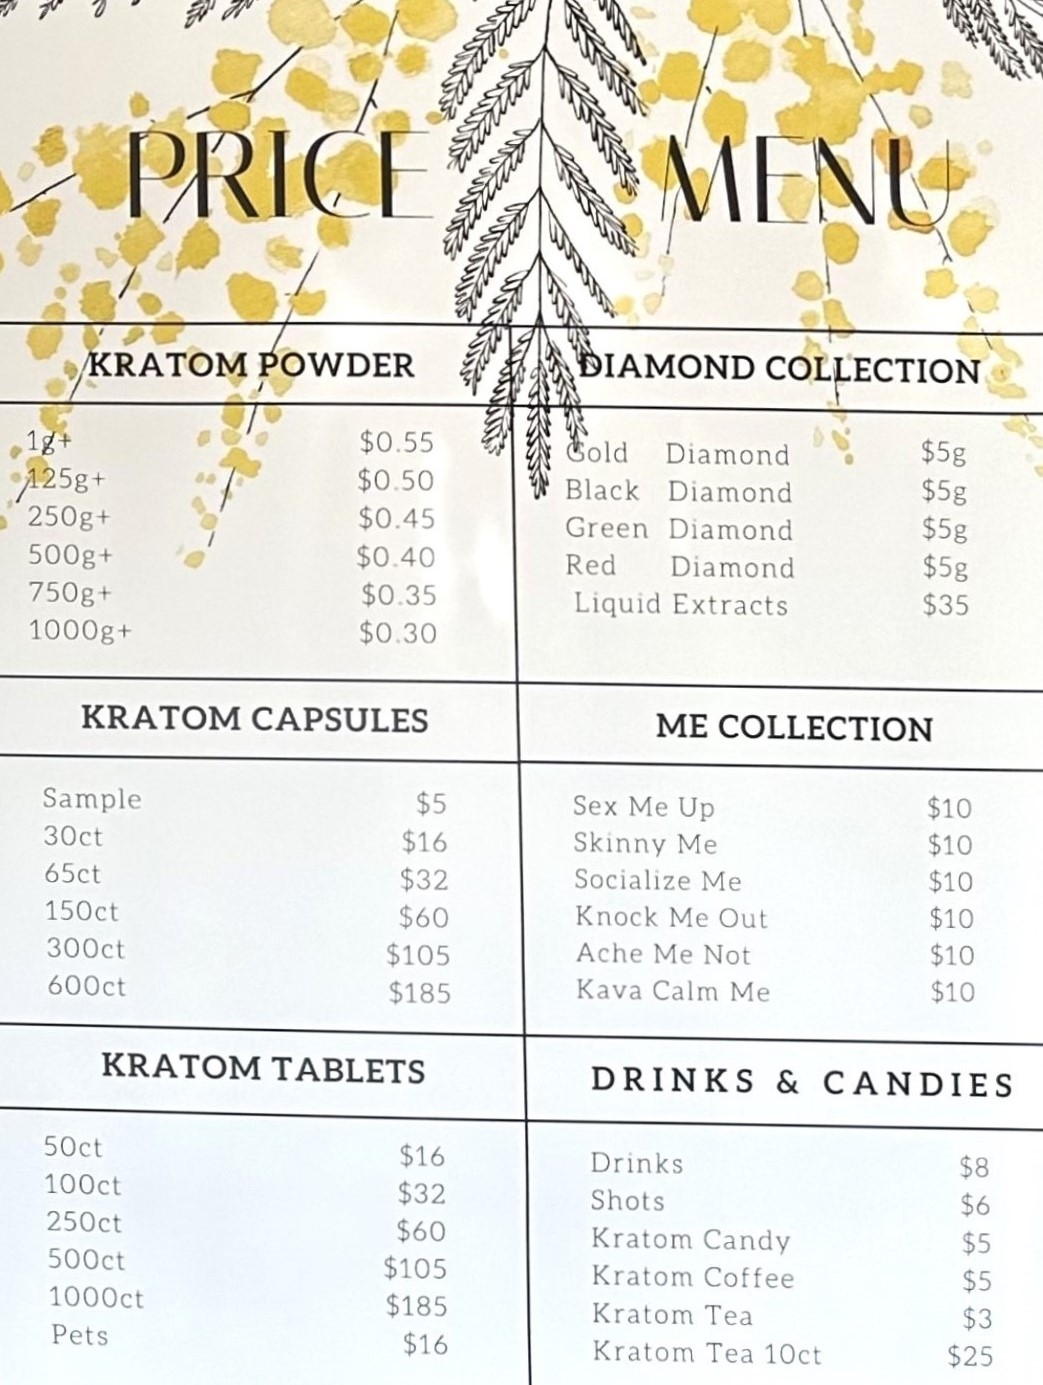 PRICE MENU
KRATOM POWDER
1g+ $0.55
125g+ $0.50
250g+ $0.45
500g+ $0.40
750g+ $0.35
1000g+ $0.30
DIAMOND COLLECTION
Gold Diamond $5g
Black Diamond $5g
Green Diamond $5g
Red Diamond $5g
Liquid Extracts $35
KRATOM CAPSULES
Sample $5
30ct $16
65ct $32
150ct $60
300ct $105
600ct $185
ME COLLECTION
Sex Me Up $10
Skinny Me $10
Socialize Me $10
Knock Me Out $10
Ache Me Not $10
Kava Calm Me $10
KRATOM TABLETS
50ct $16
100ct $32
250ct $60
500ct $105
1000ct $185
Pets $16
DRINKS & CANDIES
Drinks $8
Shots $6
Kratom Candy $5
Kratom Coffee $5
Kratom Tea $3
Kratom Tea 10ct $25